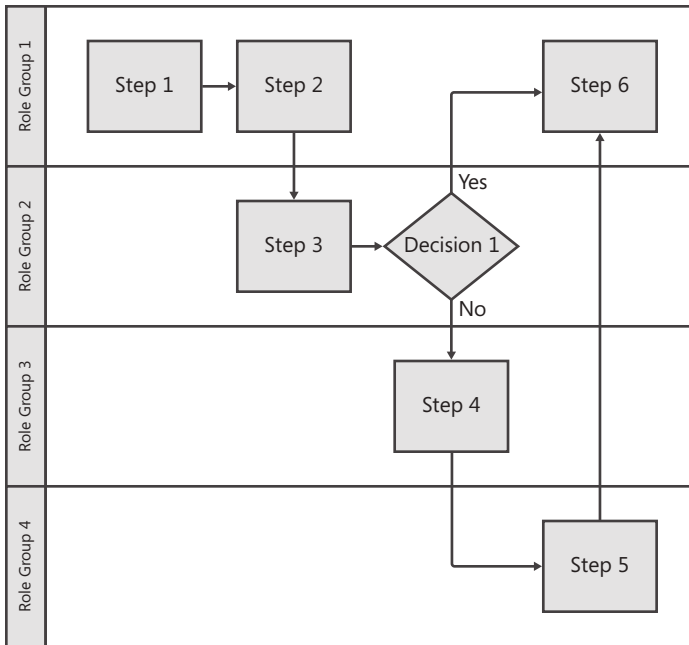 Role Group 1
Step 1
Step 2
Step 6
Role Group 2
Step 3
Decision 1
Yes
No
Role Group 3
Step 4
Role Group 4
Step 5